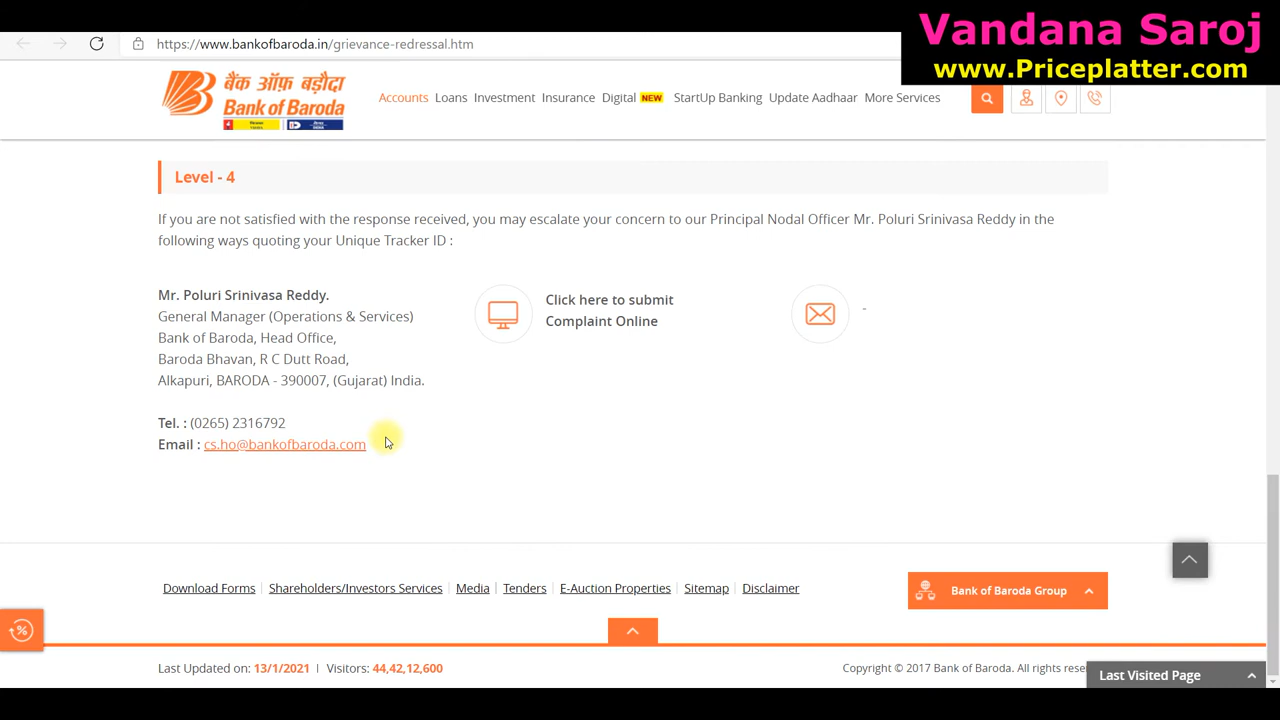 Vandana Saroj
www.Priceplatter.com
https://www.bankofbaroda.in/grievance-redressal.htm
बैंक ऑफ़ बड़ौदा
Bank of Baroda
Accounts Loans Investment Insurance Digital NEW StartUp Banking Update Aadhaar More Services
Level - 4
If you are not satisfied with the response received, you may escalate your concern to our Principal Nodal Officer Mr. Poluri Srinivasa Reddy in the
following ways quoting your Unique Tracker ID :
Mr. Poluri Srinivasa Reddy.
General Manager (Operations & Services)
Bank of Baroda, Head Office,
Baroda Bhavan, R C Dutt Road,
Alkapuri, BARODA - 390007, (Gujarat) India.
Tel. : (0265) 2316792
Email : cs.ho@bankofbaroda.com
Click here to submit
Complaint Online
-
Download Forms | Shareholders/Investors Services | Media | Tenders | E-Auction Properties | Sitemap | Disclaimer
Bank of Baroda Group
%
Last Updated on: 13/1/2021 | Visitors: 44,42,12,600
Copyright © 2017 Bank of Baroda. All rights
Last Visited Page